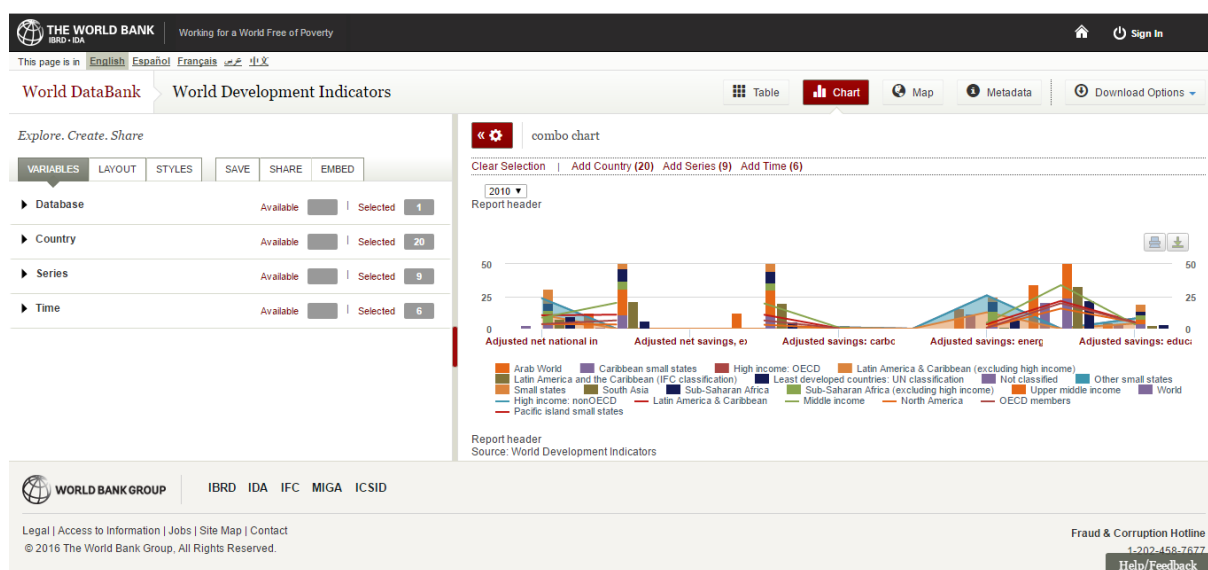 THE WORLD BANK
IBRD • IDA
Working for a World Free of Poverty
Sign In
This page is in English Español Français عربي 中文
World DataBank World Development Indicators
Table Chart Map Metadata Download Options
Explore. Create. Share
« combo chart
VARIABLES LAYOUT STYLES SAVE SHARE EMBED
Clear Selection | Add Country (20) Add Series (9) Add Time (6)
2010
Report header
Database Available | Selected 1
Country Available | Selected 20
Series Available | Selected 9
Time Available | Selected 6
50 50
25 25
0 0
Adjusted net national in Adjusted net savings, ex Adjusted savings: carbo Adjusted savings: energ Adjusted savings: educa
Arab World Caribbean small states High income: OECD Latin America & Caribbean (excluding high income)
Latin America and the Caribbean (IFC classification) Least developed countries: UN classification Not classified Other small states
Small states South Asia Sub-Saharan Africa Sub-Saharan Africa (excluding high income) Upper middle income World
High income: nonOECD Latin America & Caribbean Middle income North America OECD members
Pacific island small states
Report header
Source: World Development Indicators
WORLD BANK GROUP
IBRD IDA IFC MIGA ICSID
Legal | Access to Information | Jobs | Site Map | Contact
© 2016 The World Bank Group, All Rights Reserved.
Fraud & Corruption Hotline
1-202-458-7677
Help/Feedback